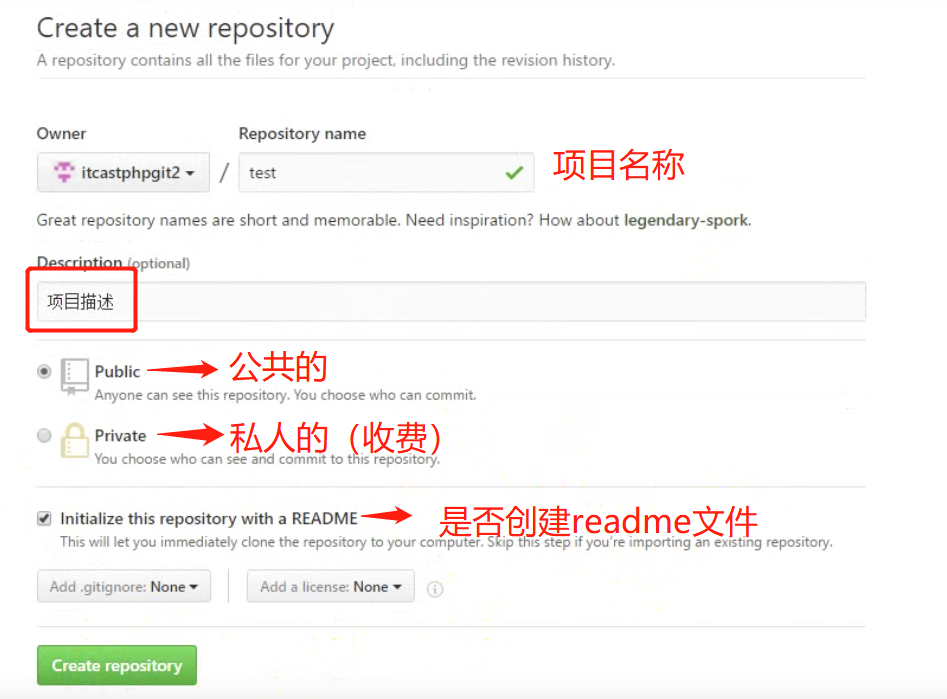 Create a new repository
A repository contains all the files for your project, including the revision history.
Owner
Repository name
itcastphpgit2 / test
项目名称
Great repository names are short and memorable. Need inspiration? How about legendary-spork.
Description (optional)
项目描述
Public
公共的
Anyone can see this repository. You choose who can commit.
Private
私人的（收费）
You choose who can see and commit to this repository.
Initialize this repository with a README
是否创建readme文件
This will let you immediately clone the repository to your computer. Skip this step if you're importing an existing repository.
Add .gitignore: None
Add a license: None
Create repository